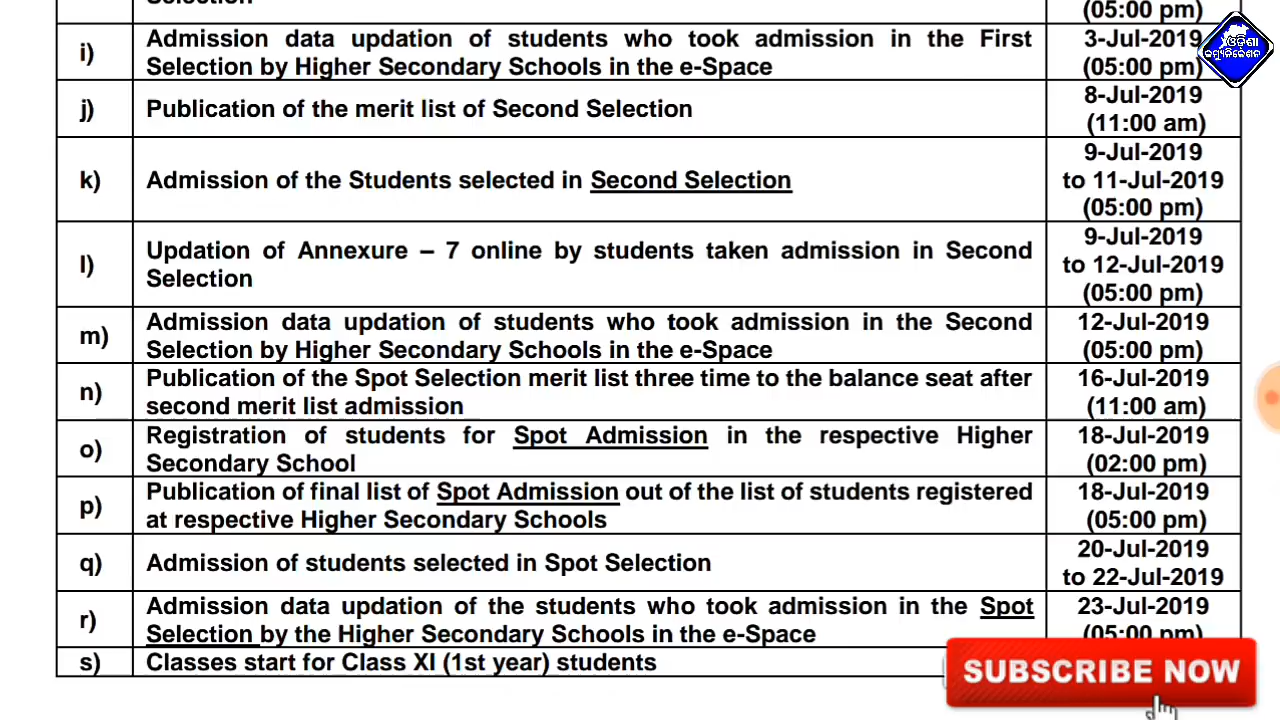 Selection
(05:00 pm)
i) Admission data updation of students who took admission in the First 3-Jul-2019
Selection by Higher Secondary Schools in the e-Space (05:00 pm)
j) Publication of the merit list of Second Selection 8-Jul-2019
(11:00 am)
9-Jul-2019
k) Admission of the Students selected in Second Selection to 11-Jul-2019
(05:00 pm)
9-Jul-2019
l) Updation of Annexure – 7 online by students taken admission in Second to 12-Jul-2019
Selection (05:00 pm)
m) Admission data updation of students who took admission in the Second 12-Jul-2019
Selection by Higher Secondary Schools in the e-Space (05:00 pm)
n) Publication of the Spot Selection merit list three time to the balance seat after 16-Jul-2019
second merit list admission (11:00 am)
o) Registration of students for Spot Admission in the respective Higher 18-Jul-2019
Secondary School (02:00 pm)
p) Publication of final list of Spot Admission out of the list of students registered 18-Jul-2019
at respective Higher Secondary Schools (05:00 pm)
q) Admission of students selected in Spot Selection 20-Jul-2019
to 22-Jul-2019
r) Admission data updation of the students who took admission in the Spot 23-Jul-2019
Selection by the Higher Secondary Schools in the e-Space (05:00 pm)
s) Classes start for Class XI (1st year) students
SUBSCRIBE NOW